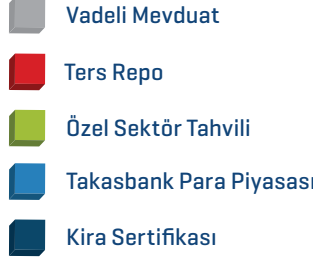 Vadeli Mevduat
Ters Repo
Özel Sektör Tahvili
Takasbank Para Piyasası
Kira Sertifikası